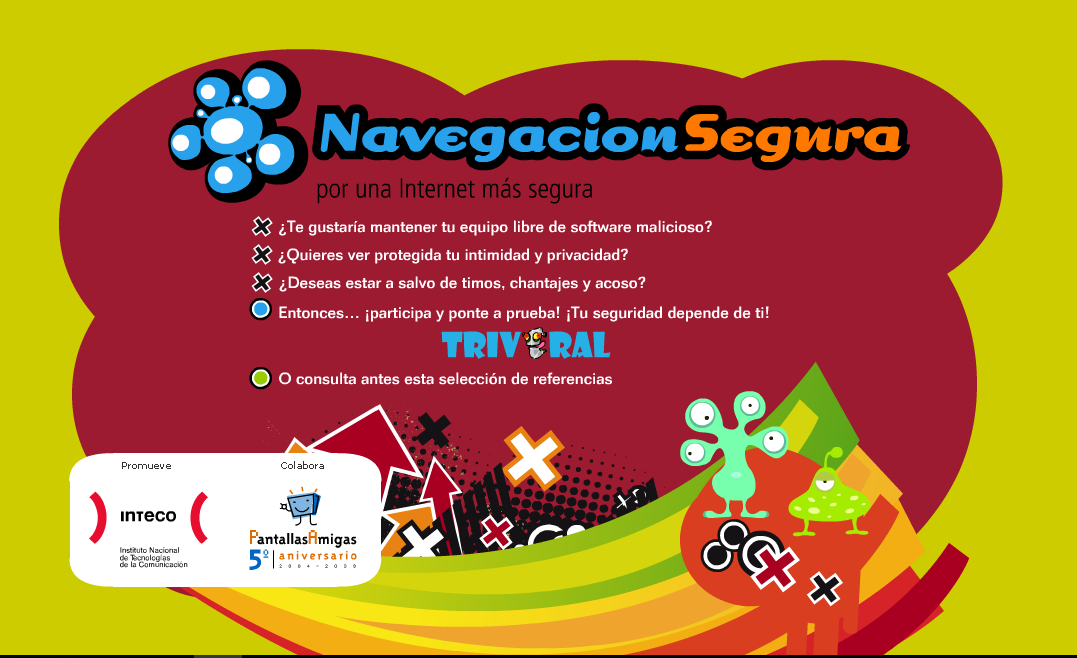 NavegacionSegura
por una Internet más segura
¿Te gustaría mantener tu equipo libre de software malicioso?
¿Quieres ver protegida tu intimidad y privacidad?
¿Deseas estar a salvo de timos, chantajes y acoso?
Entonces... ¡participa y ponte a prueba! ¡Tu seguridad depende de ti!
TRIVIRAL
O consulta antes esta selección de referencias
Promueve
Colabora
INTECO
Instituto Nacional
de Tecnologías
de la Comunicación
PantallasAmigas
5º aniversario
2004-2009